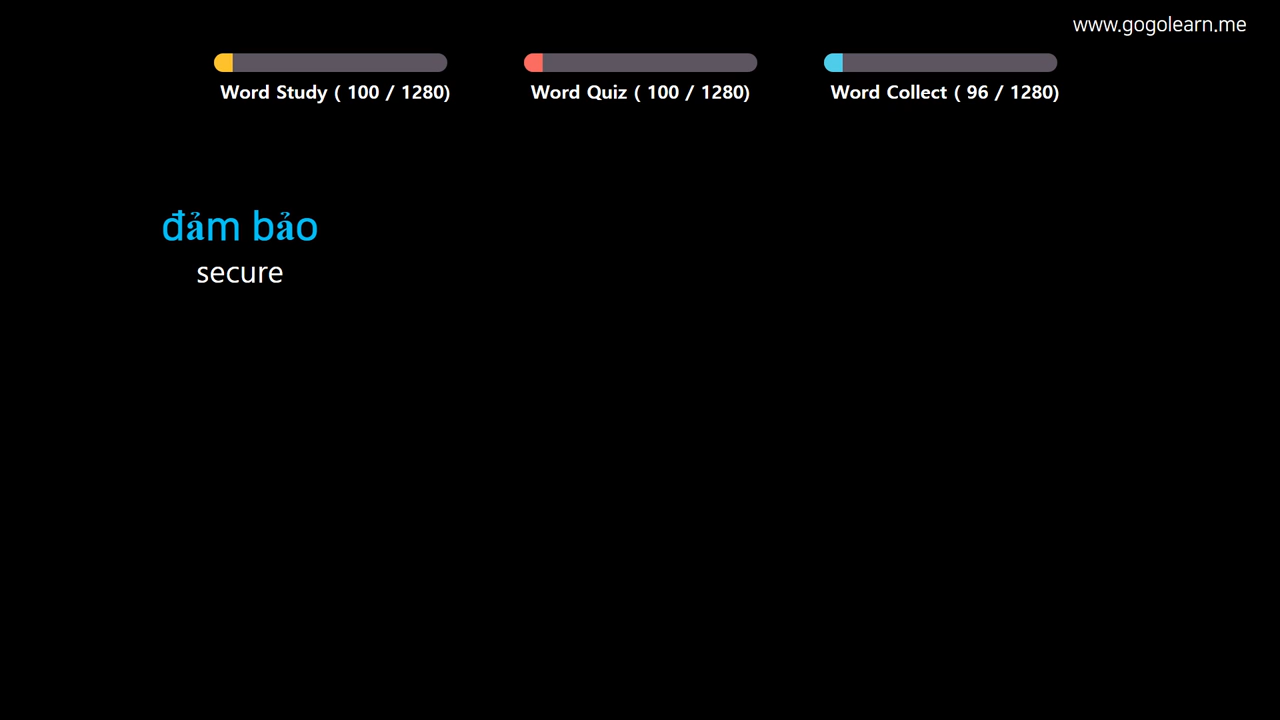 www.gogolearn.me
Word Study ( 100 / 1280)
Word Quiz ( 100 / 1280)
Word Collect ( 96 / 1280)
đảm bảo
secure